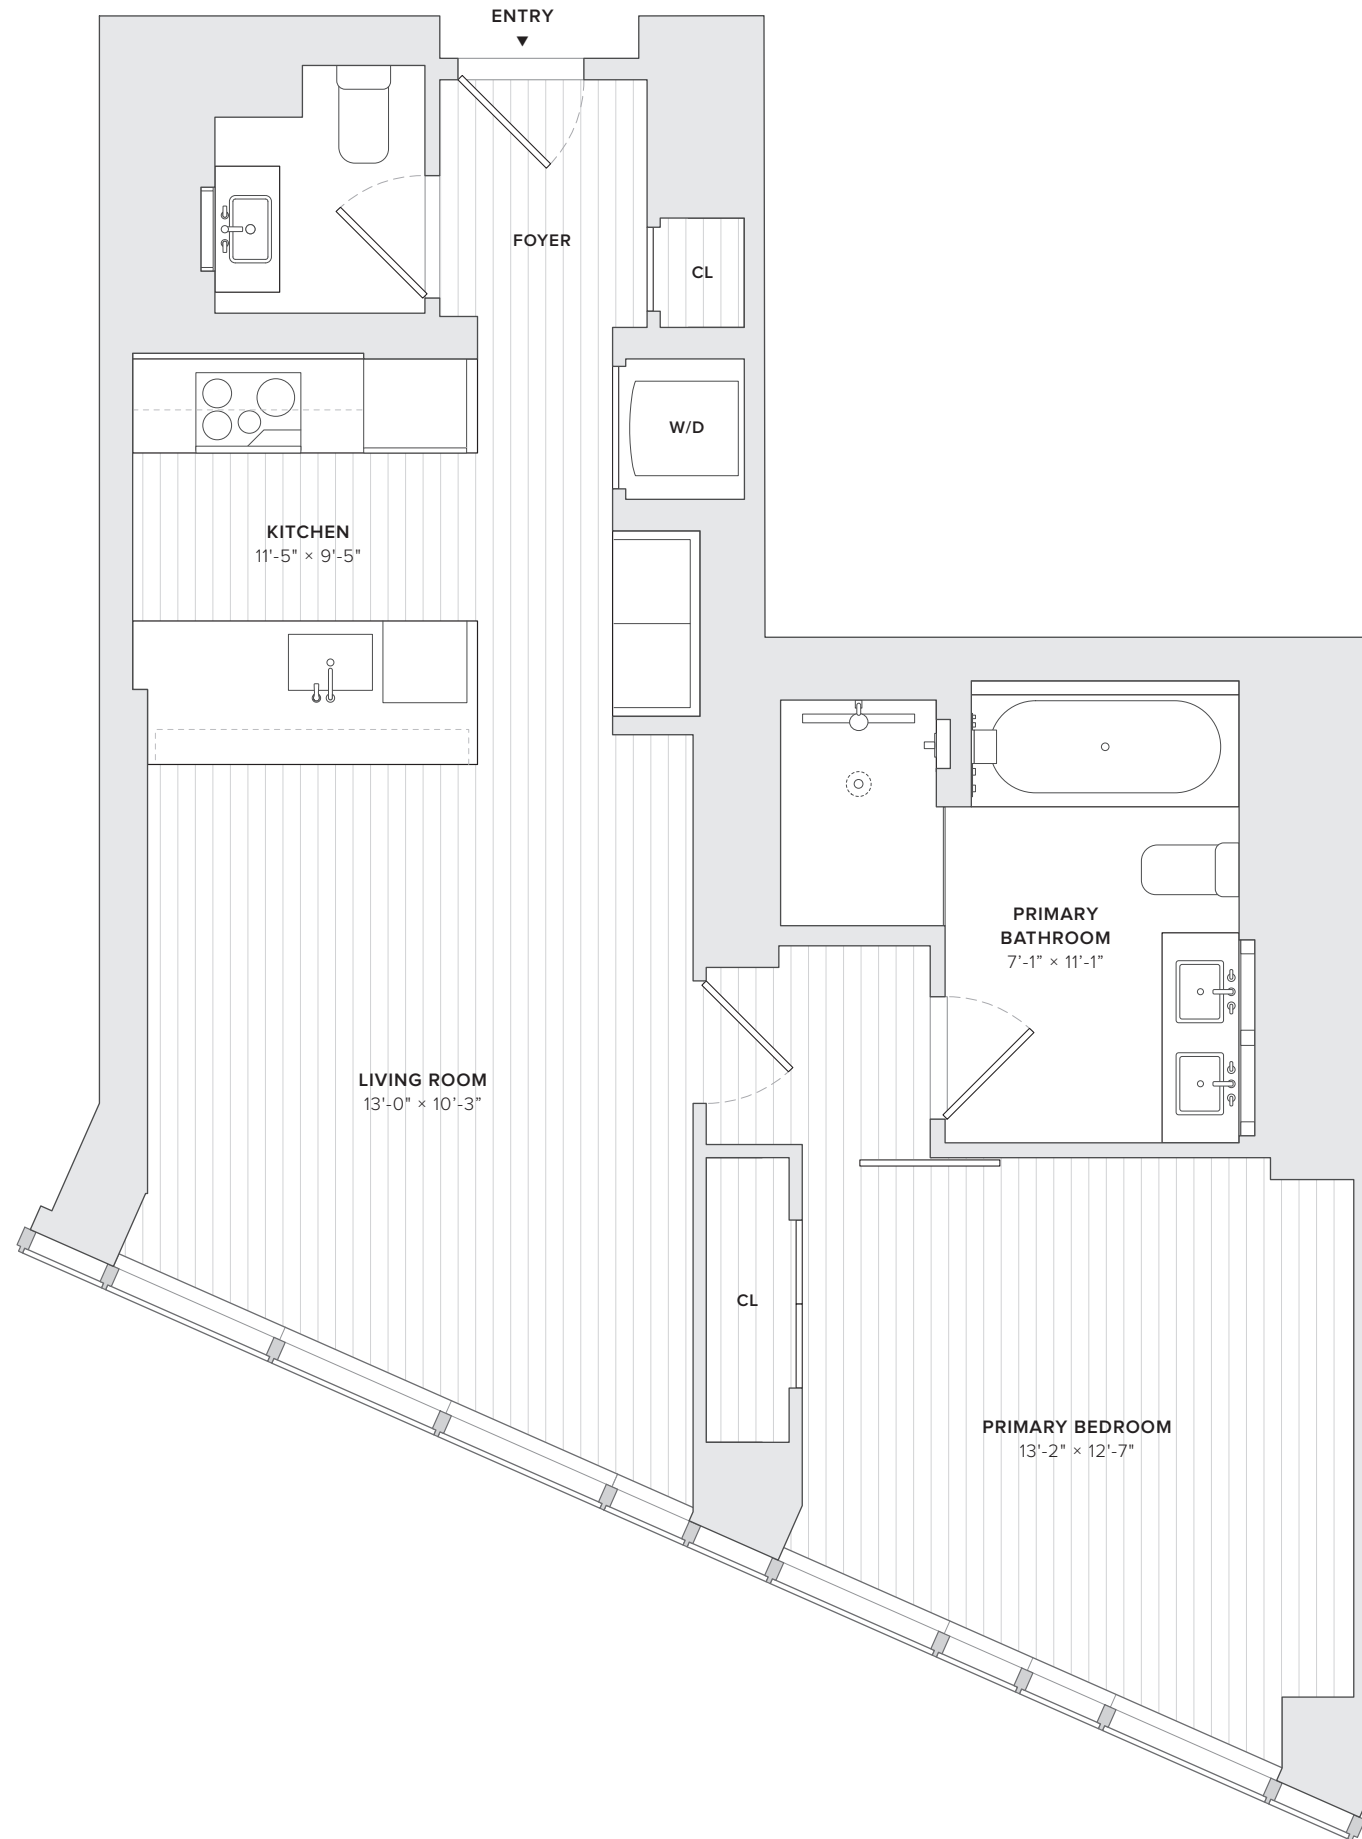 ENTRY
FOYER
CL
W/D
KITCHEN
11'-5" × 9'-5"
PRIMARY
BATHROOM
7'-1” × 11’-1”
LIVING ROOM
13'-0" × 10’-3”
CL
PRIMARY BEDROOM
13'-2" × 12'-7"